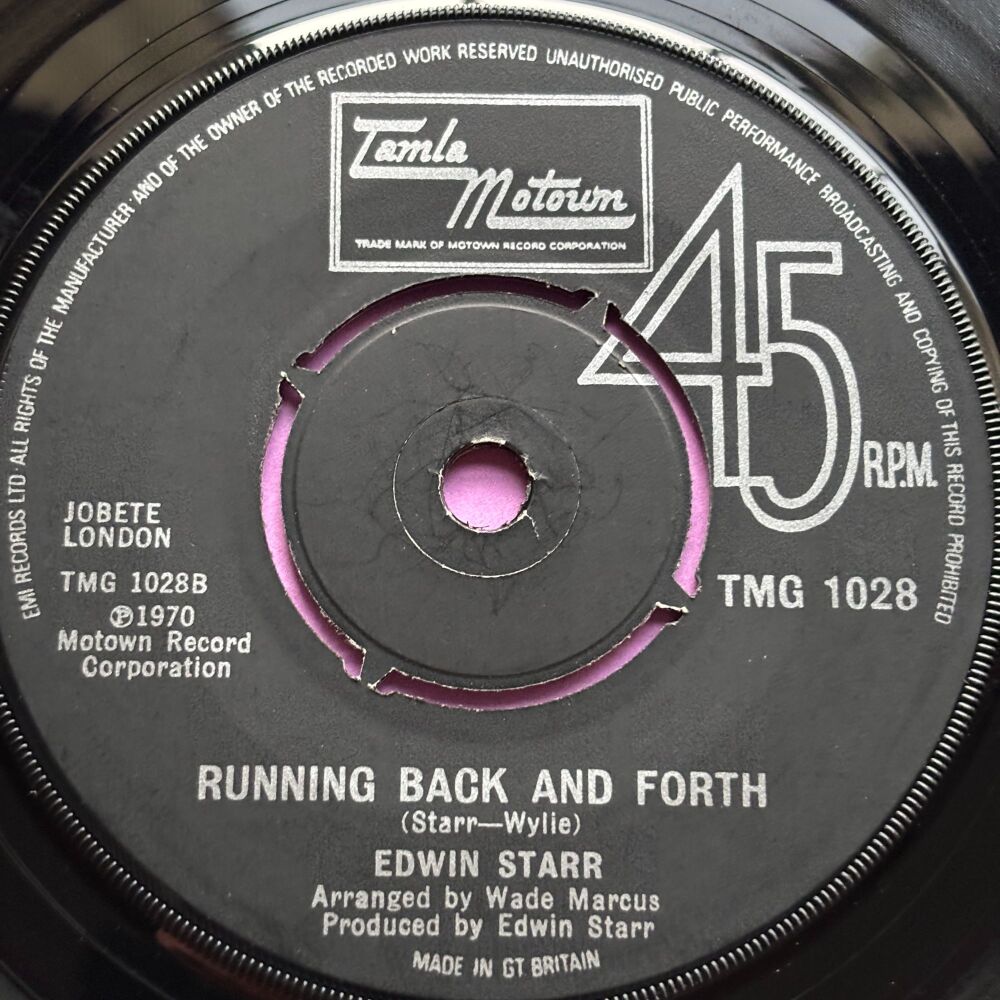 EMI RECORDS LTD ALL RIGHTS OF THE MANUFACTURER AND OF THE OWNER OF THE RECORDED WORK RESERVED UNAUTHORISED PUBLIC PERFORMANCE BROADCASTING AND COPYING OF THIS RECORD PROHIBITED
Tamla
Motown
TRADE MARK OF MOTOWN RECORD CORPORATION
45
R.P.M.
JOBETE
LONDON
TMG 1028B
℗1970
Motown Record
Corporation
TMG 1028
RUNNING BACK AND FORTH
(Starr—Wylie)
EDWIN STARR
Arranged by Wade Marcus
Produced by Edwin Starr
MADE IN GT BRITAIN